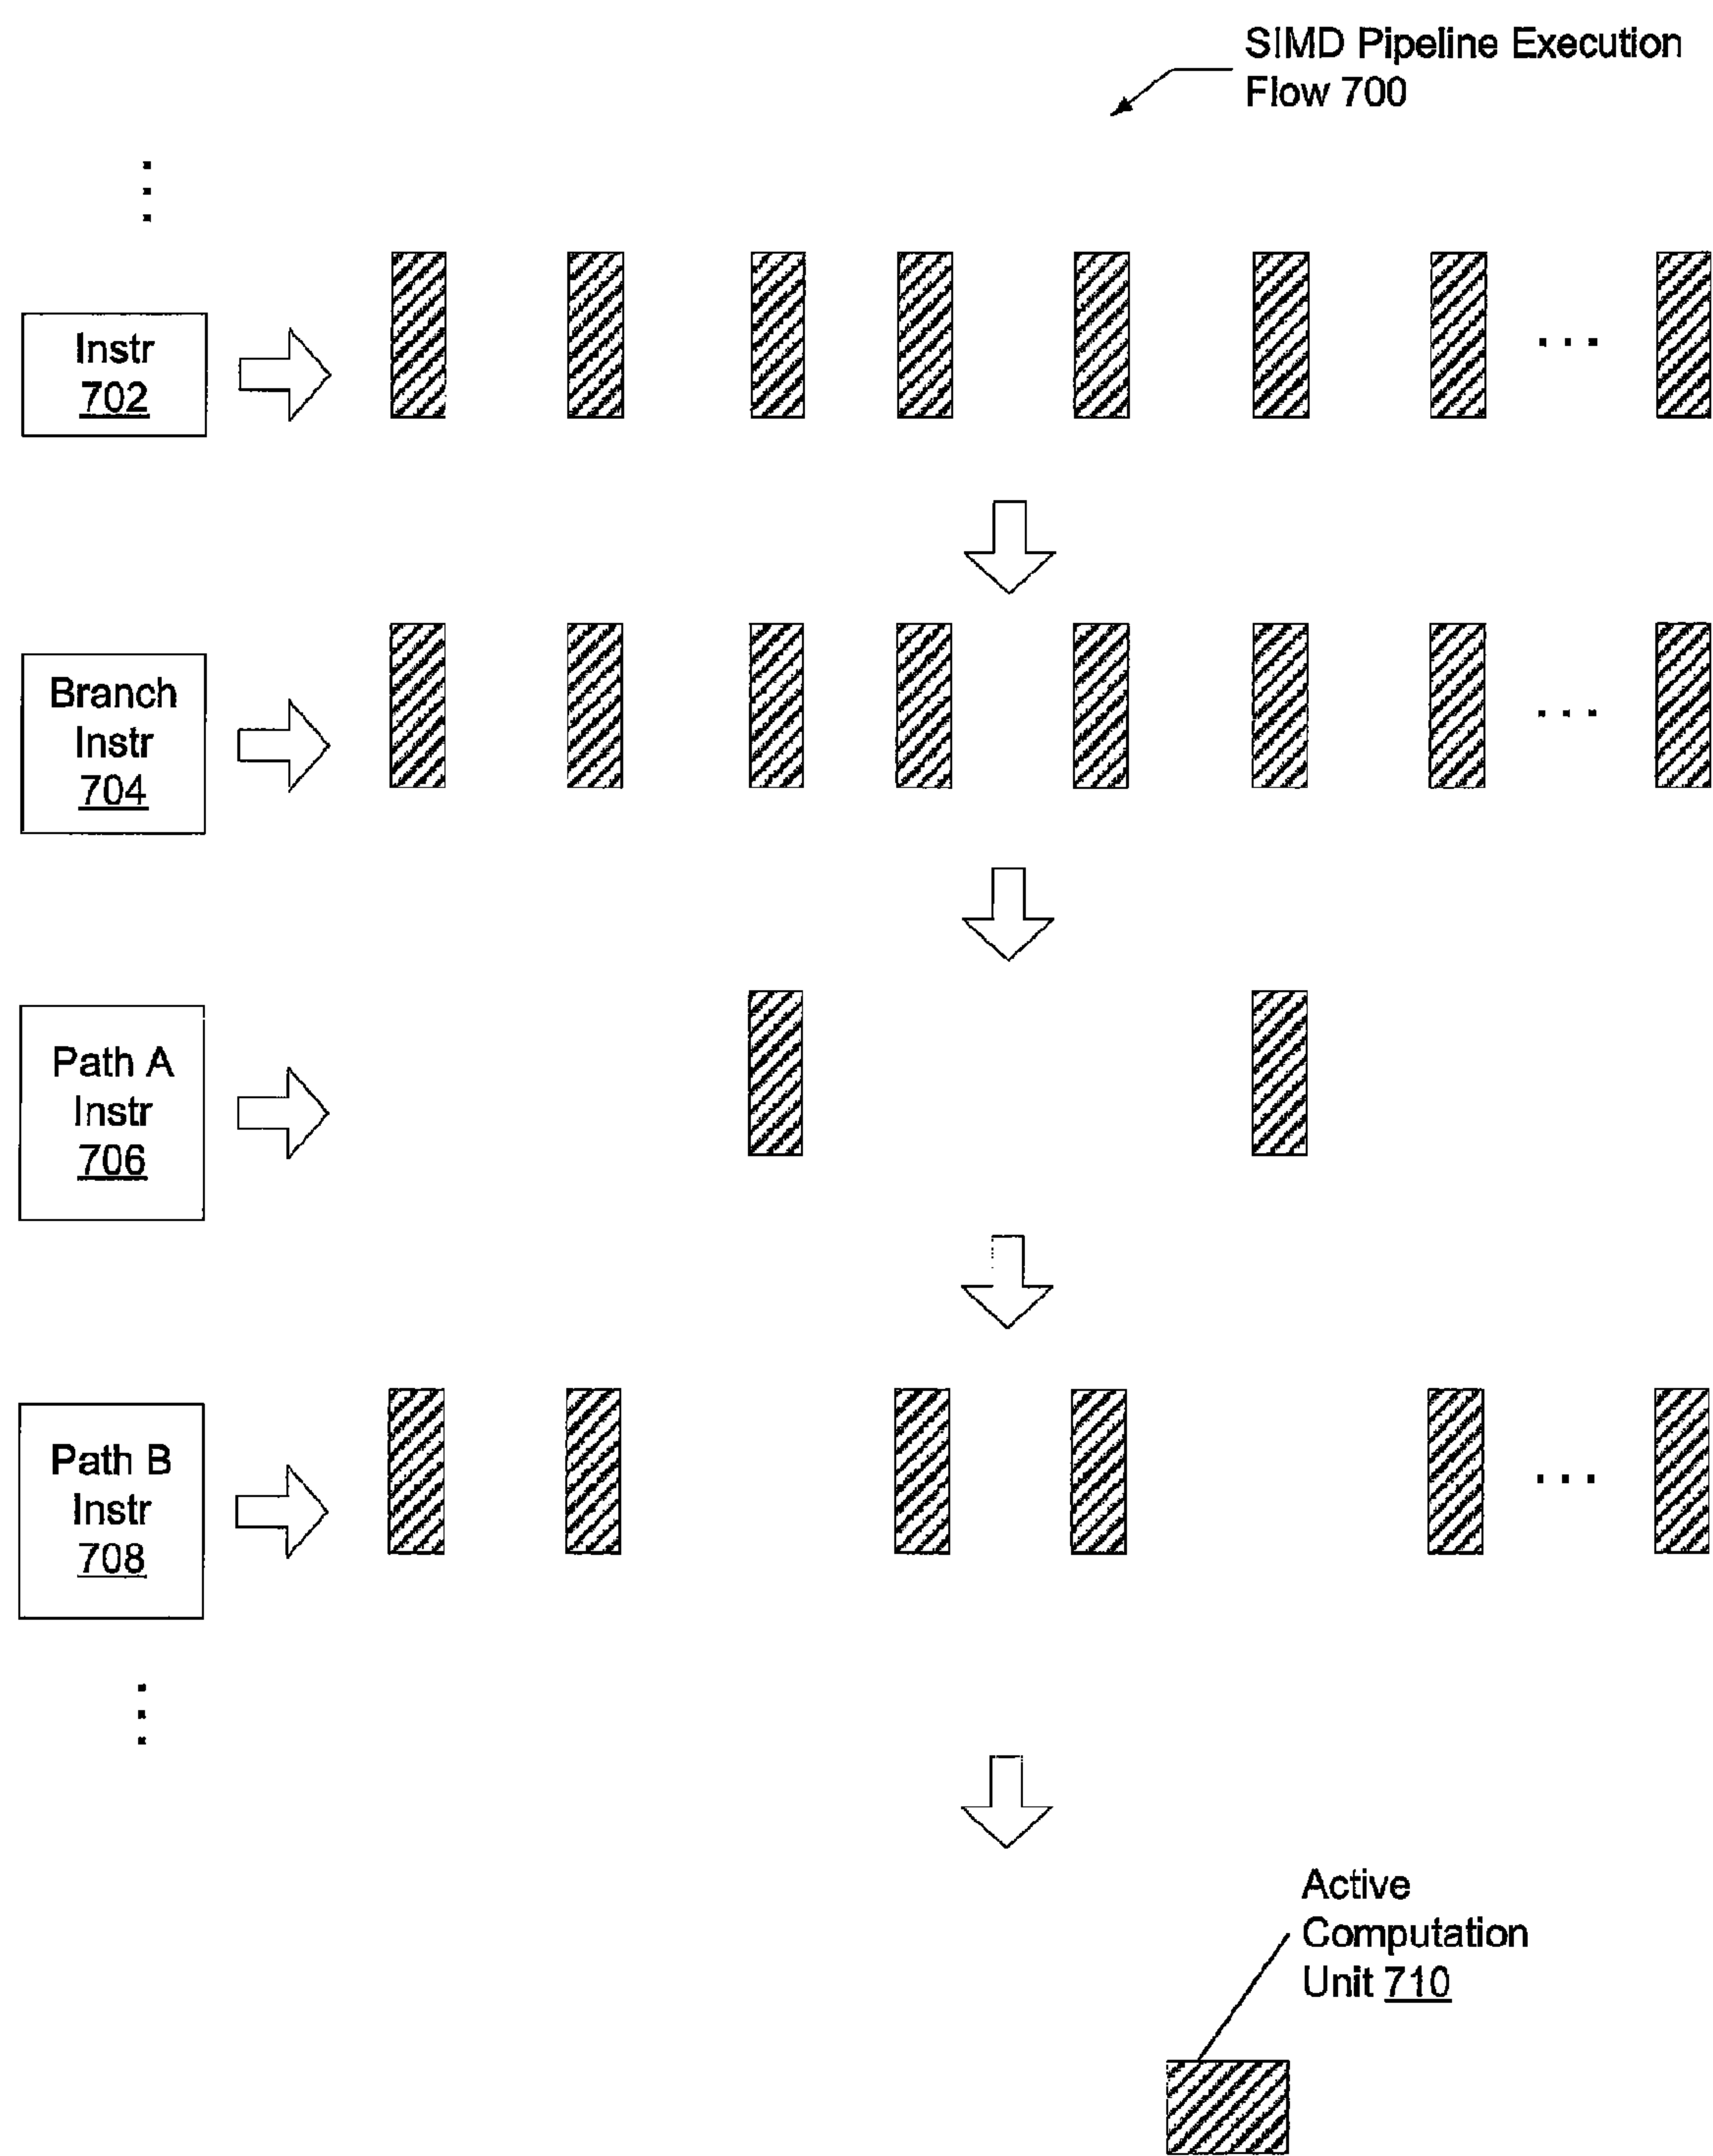 SIMD Pipeline Execution
Flow 700
Instr
702
Branch
Instr
704
Path A
Instr
706
Path B
Instr
708
Active
Computation
Unit 710